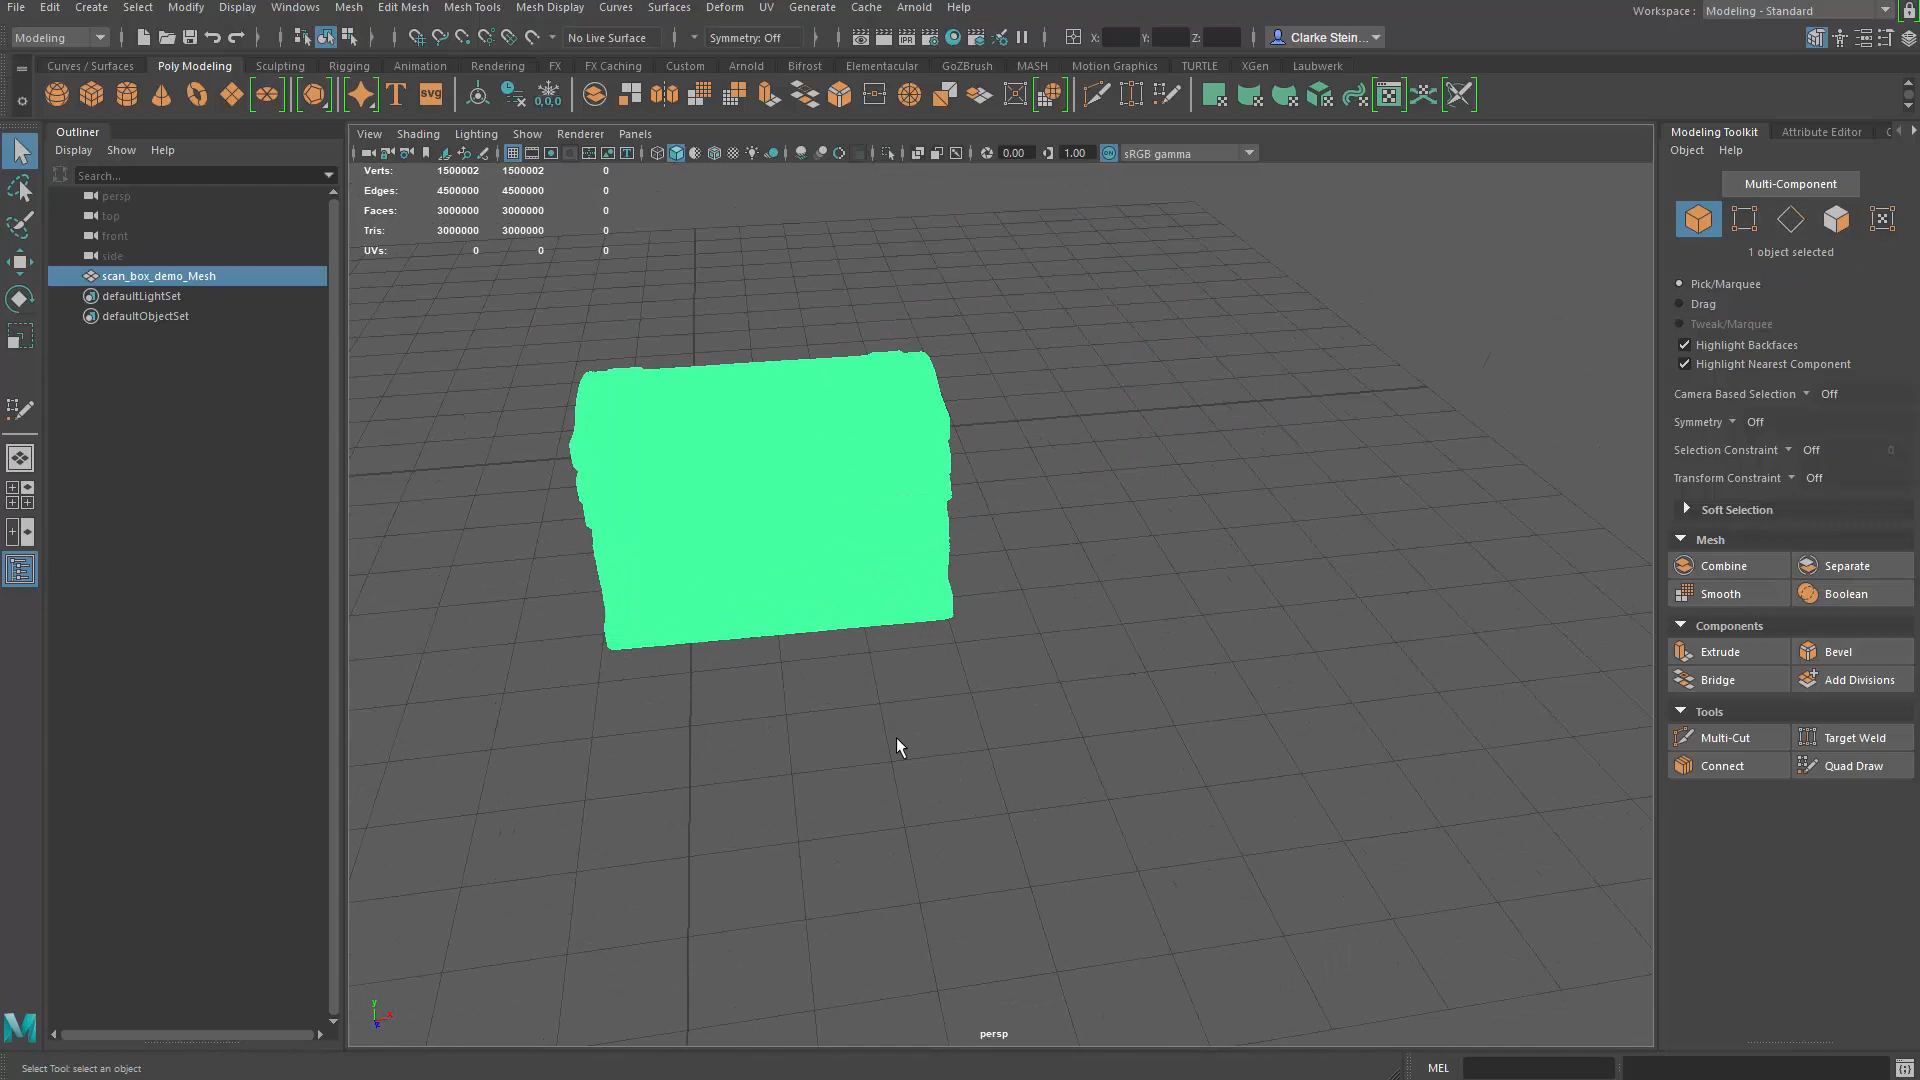 File Edit Create Select Modify Display Windows Mesh Edit Mesh Mesh Tools Mesh Display Curves Surfaces Deform UV Generate Cache Arnold Help
Workspace : Modeling - Standard
Modeling No Live Surface Symmetry: Off X: Y: Z: Clarke Stein...
Curves / Surfaces Poly Modeling Sculpting Rigging Animation Rendering FX FX Caching Custom Arnold Bifrost Elementacular GoZBrush MASH Motion Graphics TURTLE XGen Laubwerk
T svg 0,0,0
IPR
Outliner
Display Show Help
Search...
persp
top
front
side
scan_box_demo_Mesh
defaultLightSet
defaultObjectSet
View Shading Lighting Show Renderer Panels
0.00 1.00 ON sRGB gamma
Verts: 1500002 1500002 0
Edges: 4500000 4500000 0
Faces: 3000000 3000000 0
Tris: 3000000 3000000 0
UVs: 0 0 0
y
x
z
persp
Modeling Toolkit Attribute Editor
Object Help
Multi-Component
1 object selected
Pick/Marquee
Drag
Tweak/Marquee
Highlight Backfaces
Highlight Nearest Component
Camera Based Selection Off
Symmetry Off
Selection Constraint Off 0
Transform Constraint Off
Soft Selection
Mesh
Combine Separate
Smooth Boolean
Components
Extrude Bevel
Bridge Add Divisions
Tools
Multi-Cut Target Weld
Connect Quad Draw
Select Tool: select an object
MEL